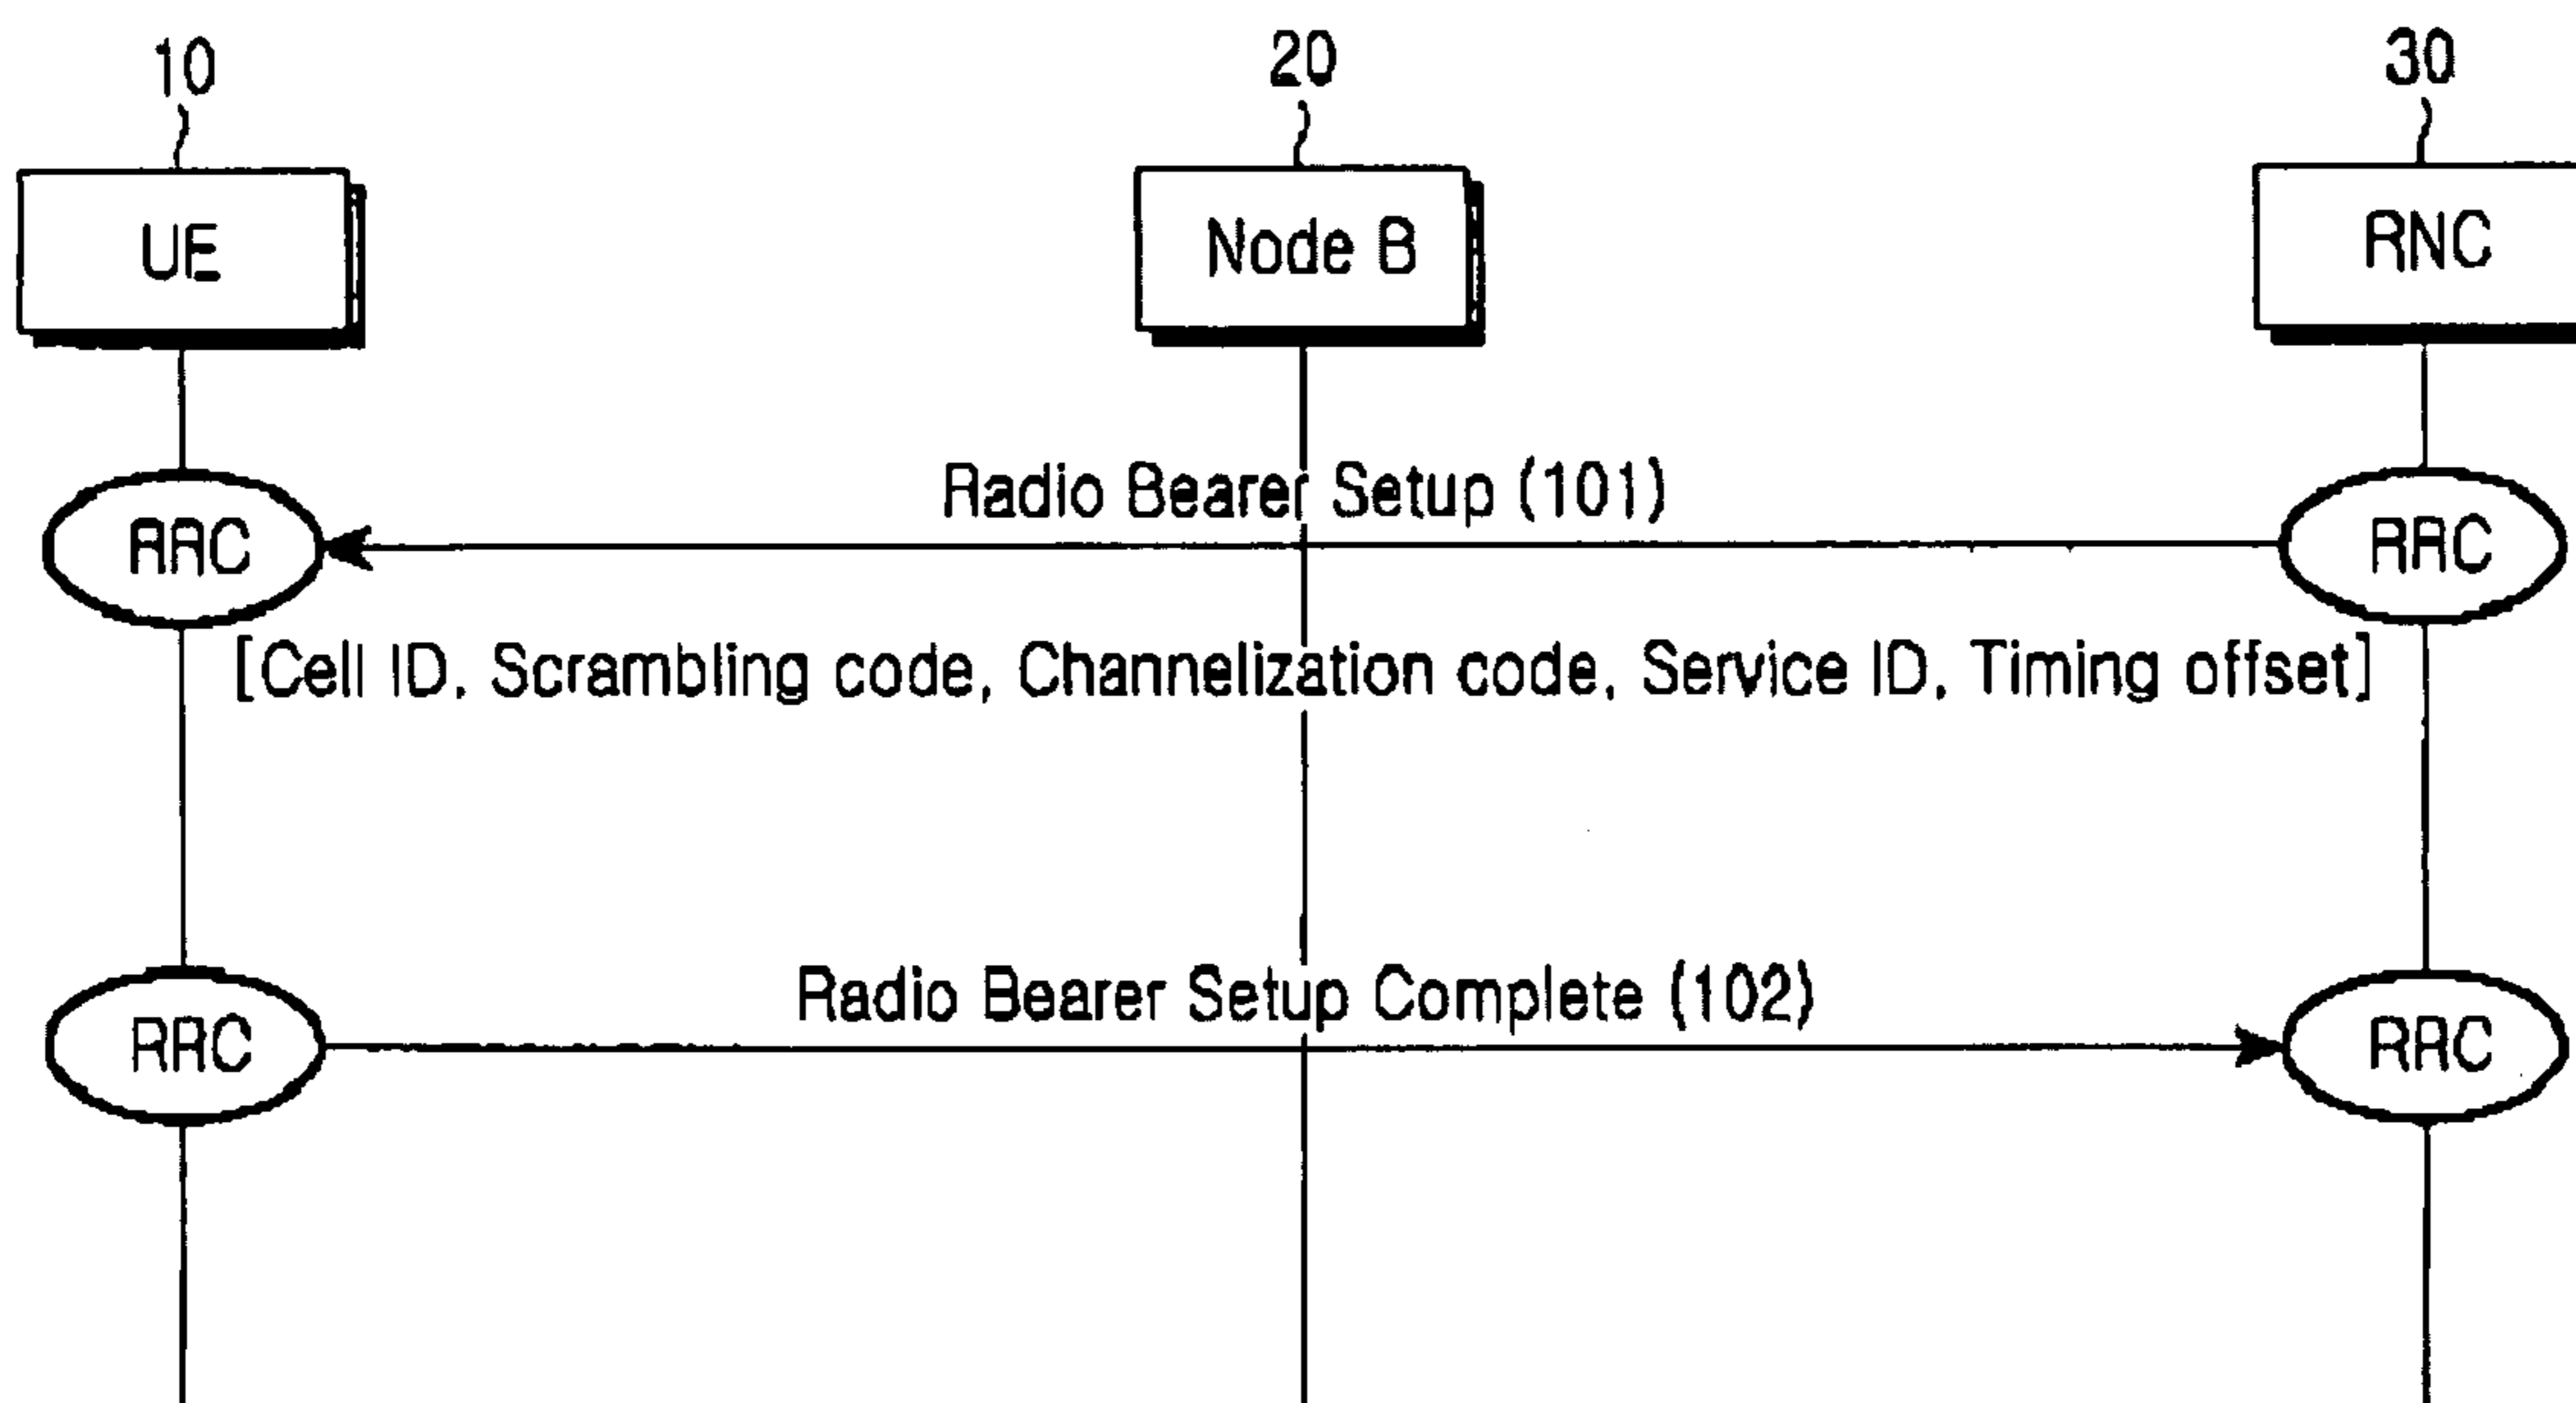 10 20 30
UE Node B RNC
Radio Bearer Setup (101)
RRC RRC
[Cell ID, Scrambling code, Channelization code, Service ID, Timing offset]
Radio Bearer Setup Complete (102)
RRC RRC